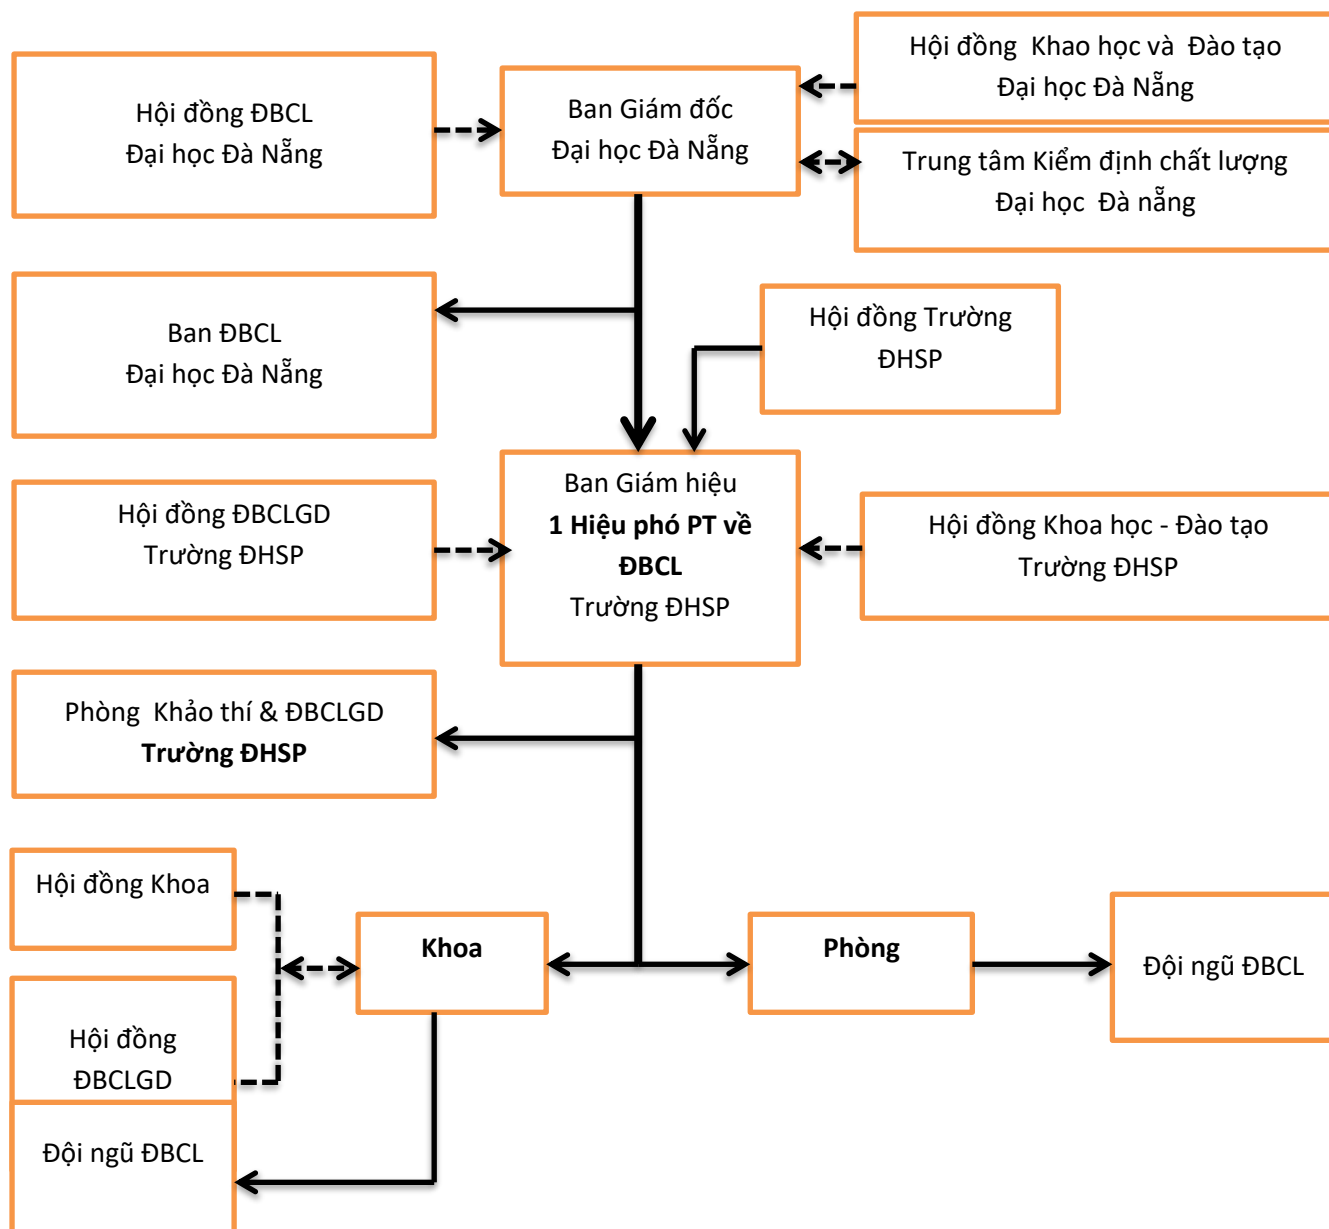 Hội đồng ĐBCL
Đại học Đà Nẵng
Ban Giám đốc
Đại học Đà Nẵng
Hội đồng Khao học và Đào tạo
Đại học Đà Nẵng
Trung tâm Kiểm định chất lượng
Đại học Đà nẵng
Ban ĐBCL
Đại học Đà Nẵng
Hội đồng Trường
ĐHSP
Hội đồng ĐBCLGD
Trường ĐHSP
Ban Giám hiệu
1 Hiệu phó PT về
ĐBCL
Trường ĐHSP
Hội đồng Khoa học - Đào tạo
Trường ĐHSP
Phòng Khảo thí & ĐBCLGD
Trường ĐHSP
Hội đồng Khoa
Khoa
Phòng
Đội ngũ ĐBCL
Hội đồng
ĐBCLGD
Đội ngũ ĐBCL